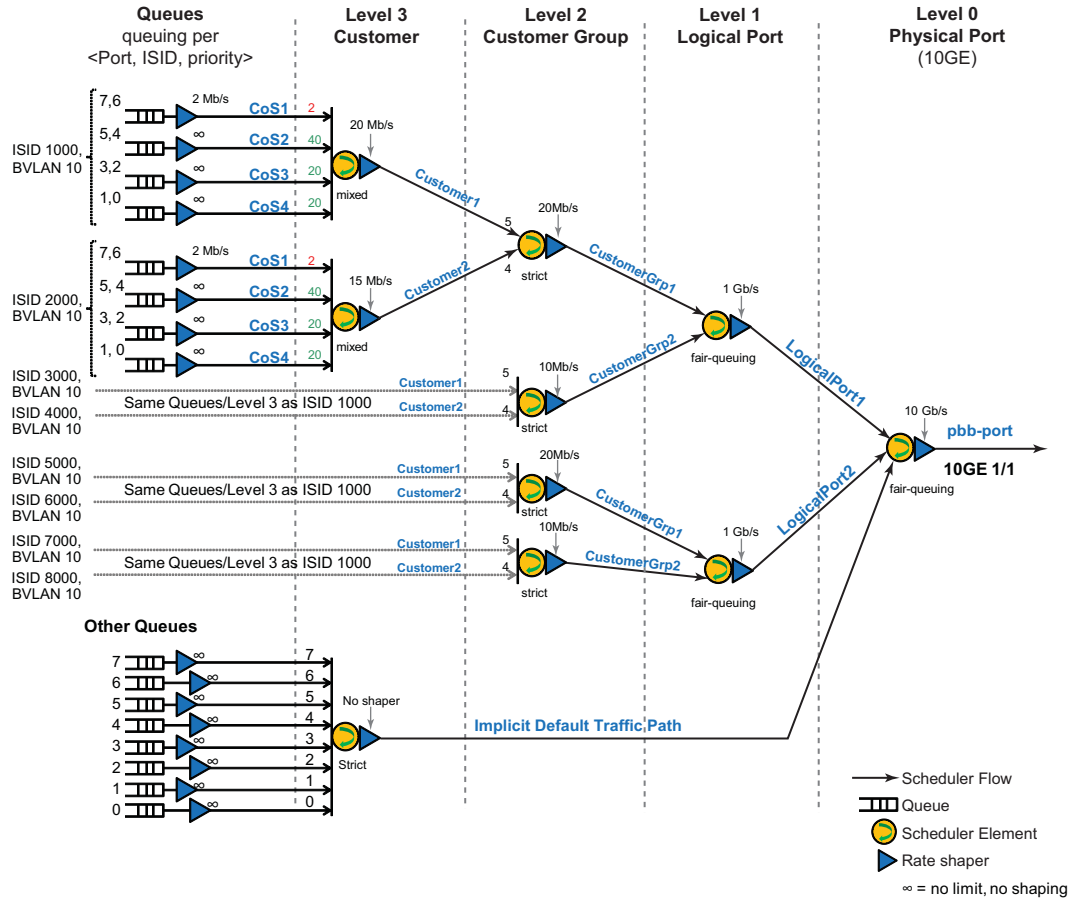 Queues
queuing per
<Port, ISID, priority>
Level 3
Customer
Level 2
Customer Group
Level 1
Logical Port
Level 0
Physical Port
(10GE)
ISID 1000,
BVLAN 10
7,6
2 Mb/s
CoS1
2
5,4
∞
CoS2
40
3,2
∞
CoS3
20
1,0
∞
CoS4
20
20 Mb/s
mixed
Customer1
ISID 2000,
BVLAN 10
7,6
2 Mb/s
CoS1
2
5, 4
∞
CoS2
40
3, 2
∞
CoS3
20
1, 0
∞
CoS4
20
15 Mb/s
mixed
Customer2
5
4
20Mb/s
strict
CustomerGrp1
ISID 3000,
BVLAN 10
Customer1
Same Queues/Level 3 as ISID 1000
ISID 4000,
BVLAN 10
Customer2
5
4
10Mb/s
strict
CustomerGrp2
1 Gb/s
fair-queuing
LogicalPort1
ISID 5000,
BVLAN 10
Customer1
Same Queues/Level 3 as ISID 1000
ISID 6000,
BVLAN 10
Customer2
5
4
20Mb/s
strict
CustomerGrp1
ISID 7000,
BVLAN 10
Customer1
Same Queues/Level 3 as ISID 1000
ISID 8000,
BVLAN 10
Customer2
5
4
10Mb/s
strict
CustomerGrp2
1 Gb/s
fair-queuing
LogicalPort2
10 Gb/s
pbb-port
10GE 1/1
fair-queuing
Other Queues
7 ∞ 7
6 ∞ 6
5 ∞ 5
4 ∞ 4
3 ∞ 3
2 ∞ 2
1 ∞ 1
0 ∞ 0
No shaper
Strict
Implicit Default Traffic Path
Scheduler Flow
Queue
Scheduler Element
Rate shaper
∞ = no limit, no shaping